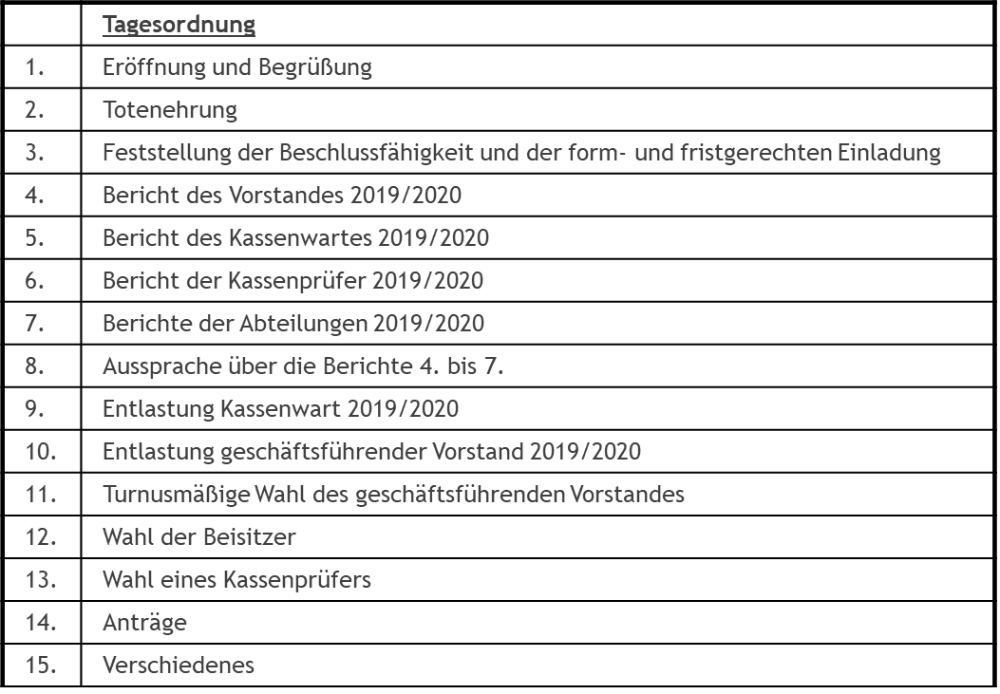 Tagesordnung
1. Eröffnung und Begrüßung
2. Totenehrung
3. Feststellung der Beschlussfähigkeit und der form- und fristgerechten Einladung
4. Bericht des Vorstandes 2019/2020
5. Bericht des Kassenwartes 2019/2020
6. Bericht der Kassenprüfer 2019/2020
7. Berichte der Abteilungen 2019/2020
8. Aussprache über die Berichte 4. bis 7.
9. Entlastung Kassenwart 2019/2020
10. Entlastung geschäftsführender Vorstand 2019/2020
11. Turnusmäßige Wahl des geschäftsführenden Vorstandes
12. Wahl der Beisitzer
13. Wahl eines Kassenprüfers
14. Anträge
15. Verschiedenes